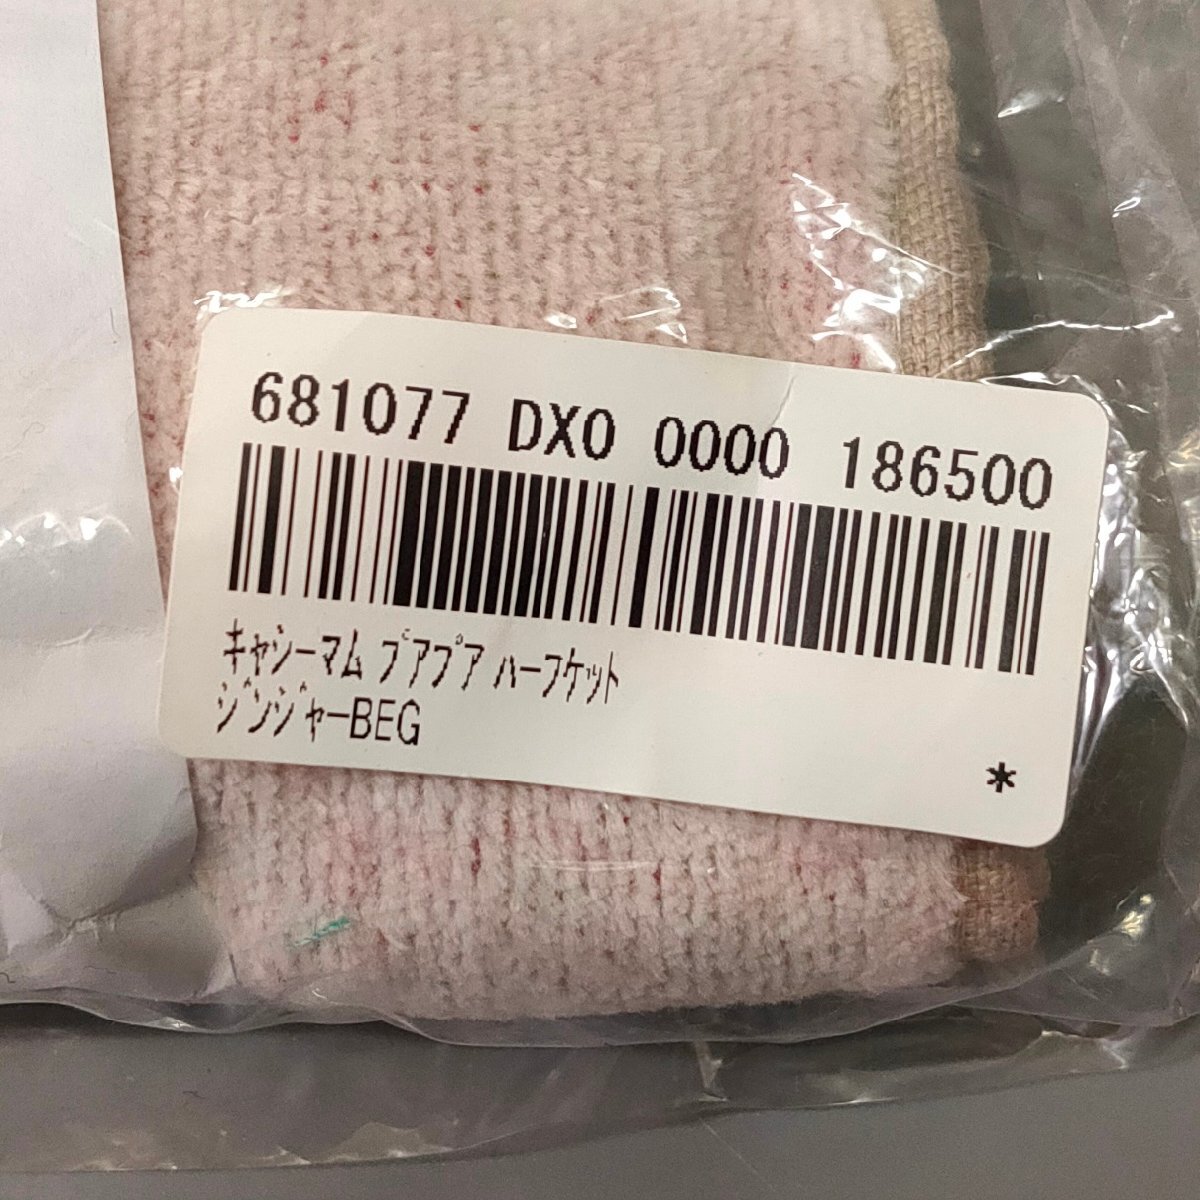 681077 DX0 0000 186500
ｷｬｼｰﾏﾑ ﾌﾟｱﾌﾟｱ ﾊｰﾌｹｯﾄ
ｼﾞﾝｼﾞｬｰBEG
*